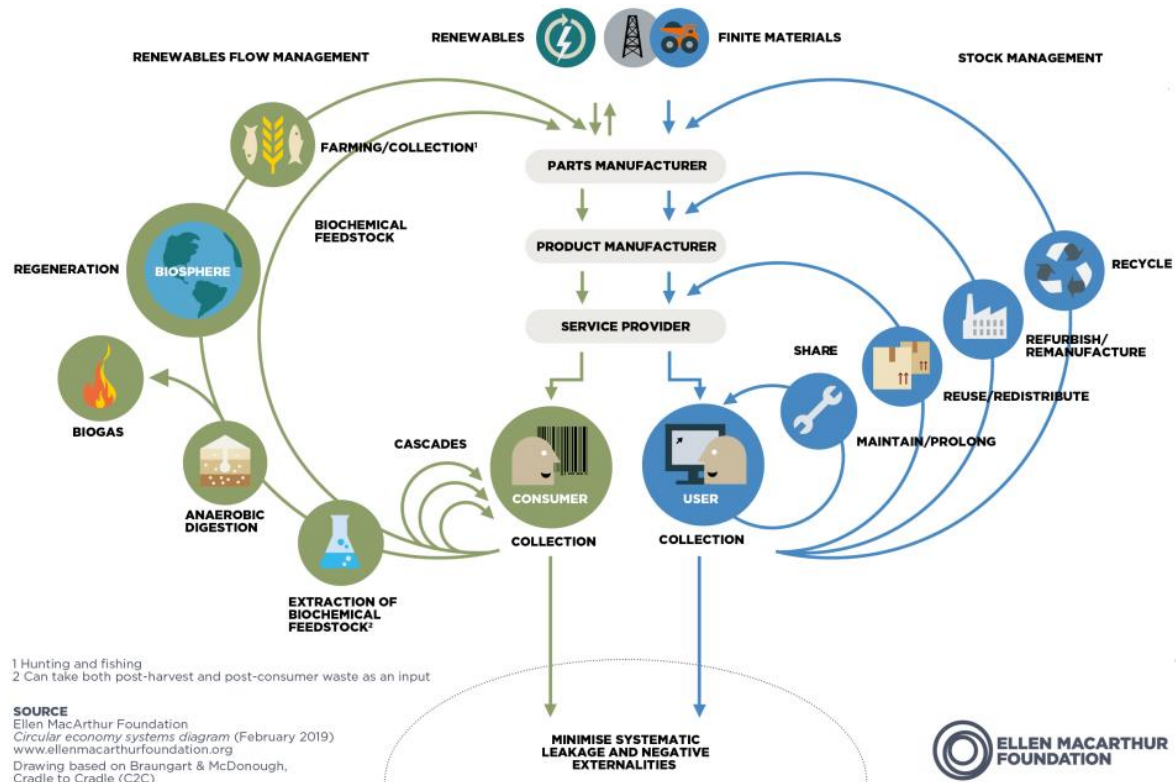 RENEWABLES
FINITE MATERIALS
RENEWABLES FLOW MANAGEMENT
STOCK MANAGEMENT
FARMING/COLLECTION¹
PARTS MANUFACTURER
BIOCHEMICAL
FEEDSTOCK
PRODUCT MANUFACTURER
REGENERATION
BIOSPHERE
RECYCLE
SERVICE PROVIDER
SHARE
REFURBISH/
REMANUFACTURE
REUSE/REDISTRIBUTE
BIOGAS
CASCADES
MAINTAIN/PROLONG
CONSUMER
USER
ANAEROBIC
DIGESTION
COLLECTION
COLLECTION
EXTRACTION OF
BIOCHEMICAL
FEEDSTOCK²
1 Hunting and fishing
2 Can take both post-harvest and post-consumer waste as an input
SOURCE
Ellen MacArthur Foundation
Circular economy systems diagram (February 2019)
www.ellenmacarthurfoundation.org
Drawing based on Braungart & McDonough,
Cradle to Cradle (C2C)
MINIMISE SYSTEMATIC
LEAKAGE AND NEGATIVE
EXTERNALITIES
ELLEN MACARTHUR
FOUNDATION